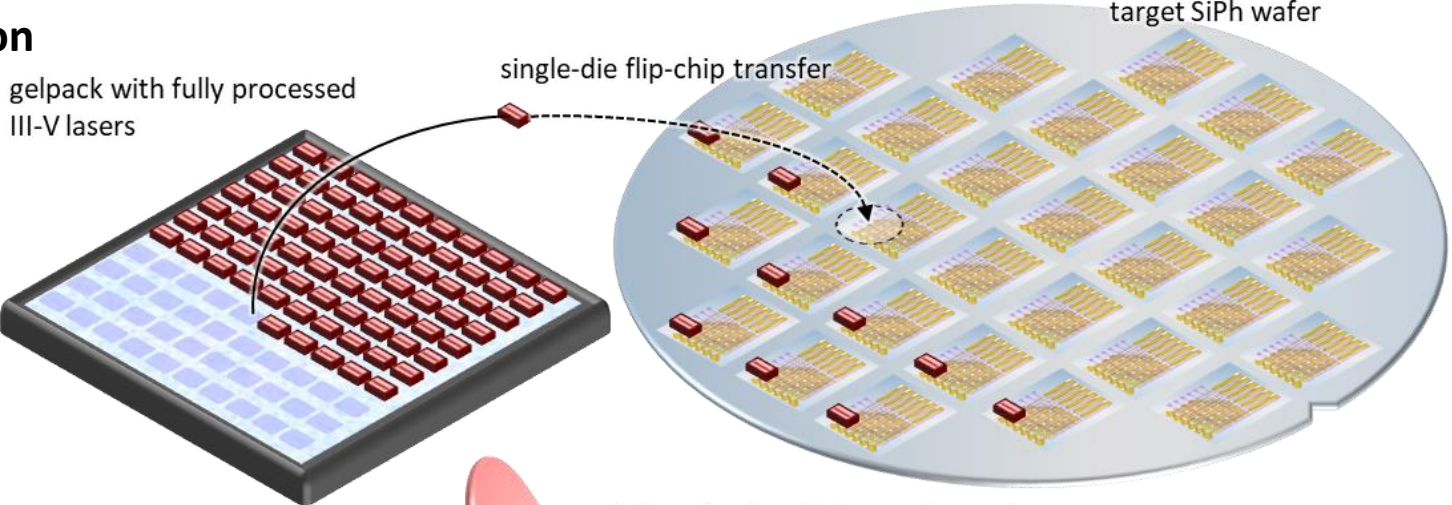 on
gelpack with fully processed
III-V lasers
single-die flip-chip transfer
target SiPh wafer